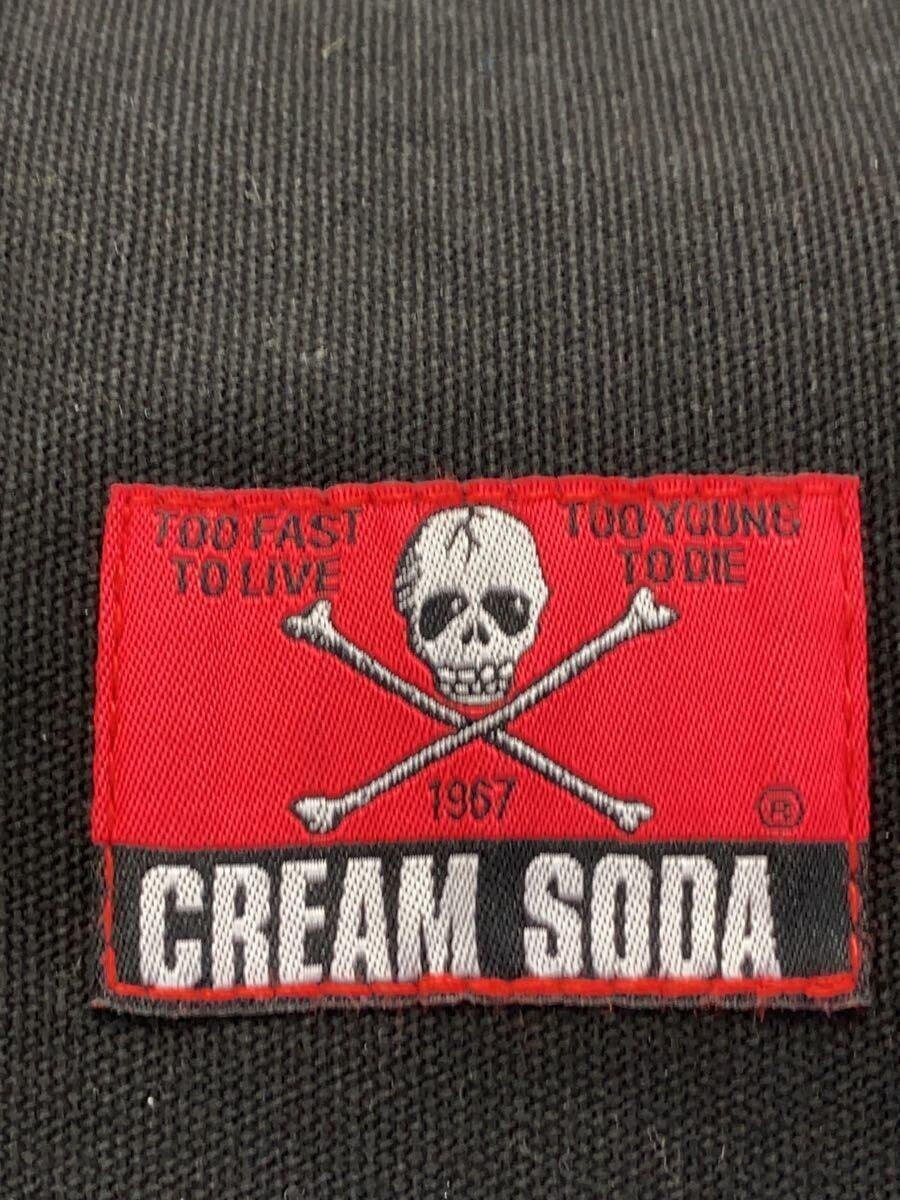 TOO FAST
TO LIVE
TOO YOUNG
TO DIE
1967
®
CREAM SODA